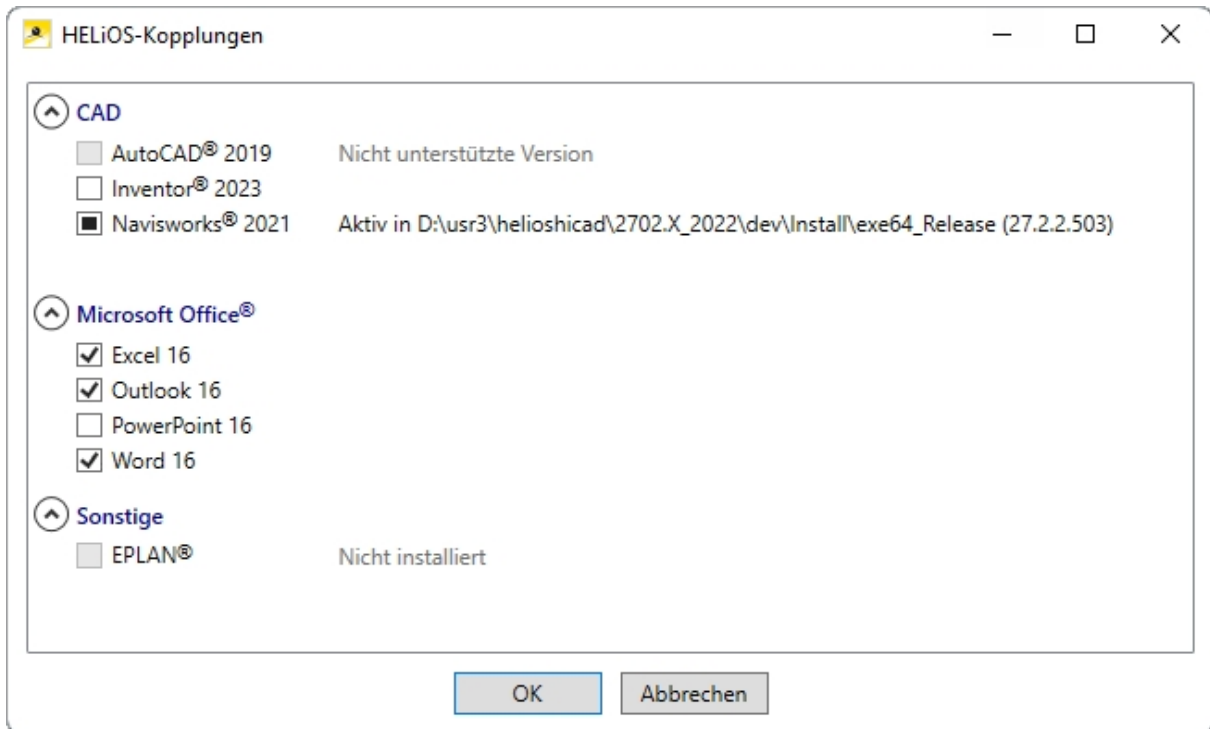 HELiOS-Kopplungen
CAD
AutoCAD® 2019 Nicht unterstützte Version
Inventor® 2023
Navisworks® 2021 Aktiv in D:\usr3\helioshicad\2702.X_2022\dev\Install\exe64_Release (27.2.2.503)
Microsoft Office®
Excel 16
Outlook 16
PowerPoint 16
Word 16
Sonstige
EPLAN® Nicht installiert
OK Abbrechen